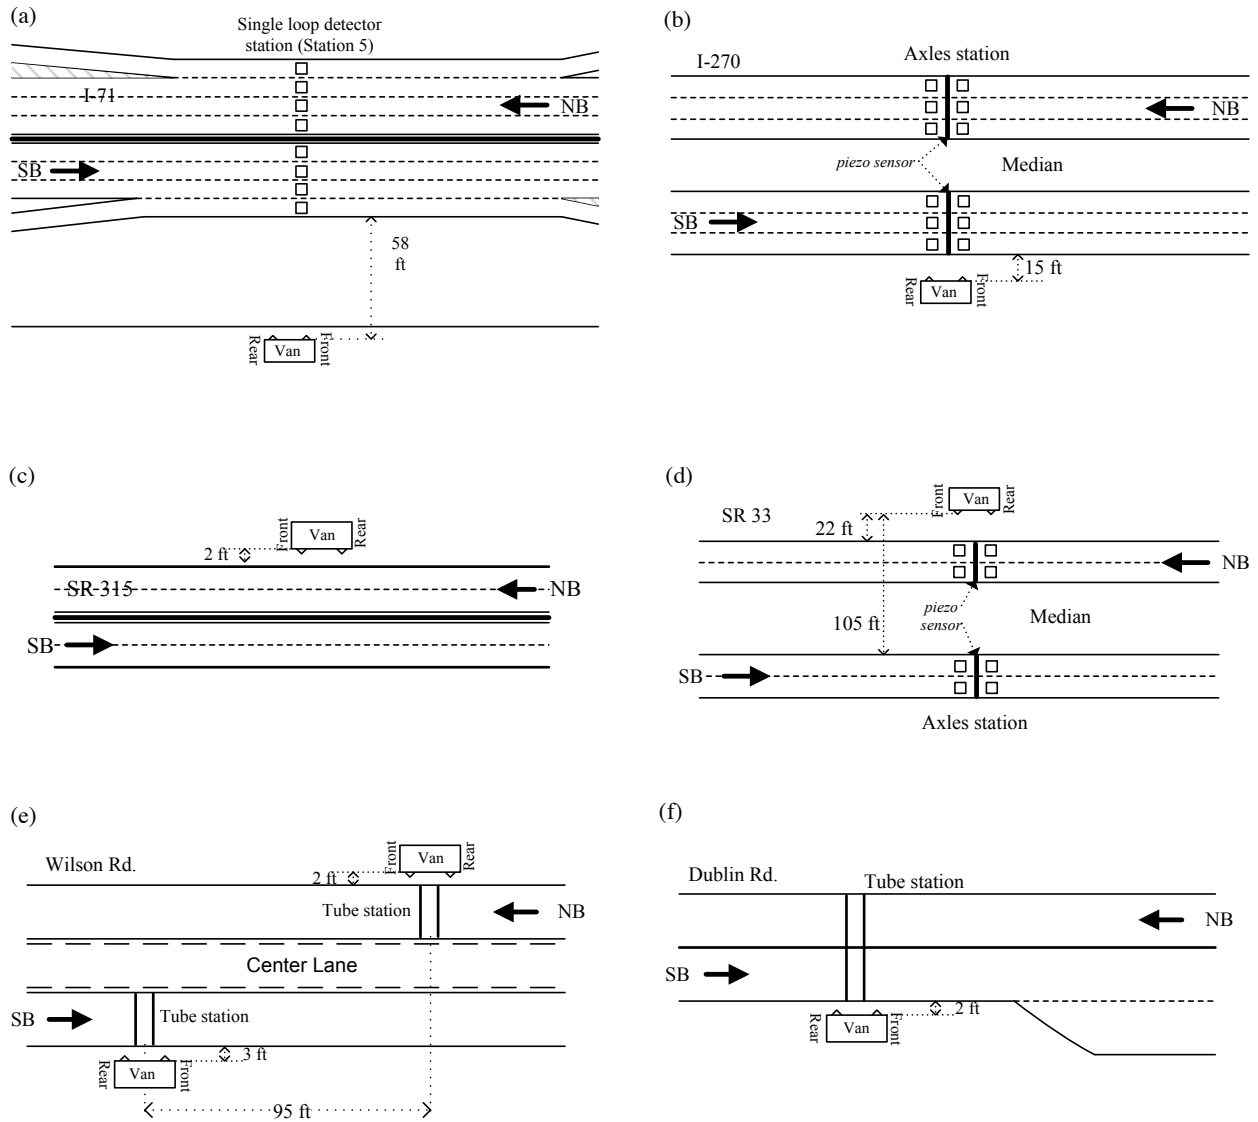 (a)
Single loop detector
station (Station 5)
I-71
NB
SB
58
ft
Rear
Van
Front
(b)
I-270
Axles station
NB
piezo sensor
Median
SB
15 ft
Rear
Van
Front
(c)
Front
Van
Rear
2 ft
SR 315
NB
SB
(d)
Front
Van
Rear
SR 33
22 ft
NB
piezo
sensor
Median
105 ft
SB
Axles station
(e)
Wilson Rd.
Front
Van
Rear
2 ft
Tube station
NB
Center Lane
SB
Tube station
Rear
Van
Front
3 ft
95 ft
(f)
Dublin Rd.
Tube station
NB
SB
Rear
Van
Front
2 ft